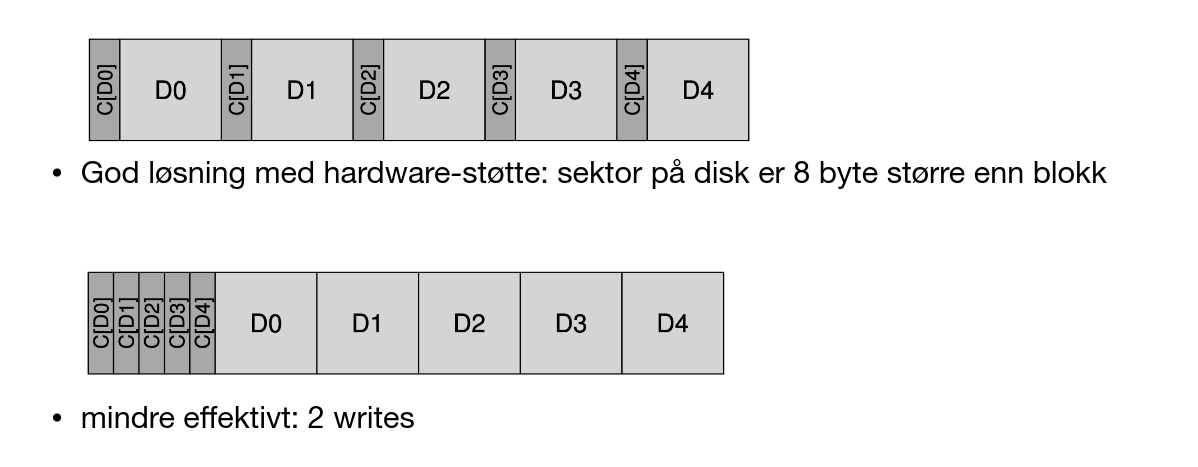 C[D0] D0 C[D1] D1 C[D2] D2 C[D3] D3 C[D4] D4
• God løsning med hardware-støtte: sektor på disk er 8 byte større enn blokk
C[D0] C[D1] C[D2] C[D3] C[D4] D0 D1 D2 D3 D4
• mindre effektivt: 2 writes